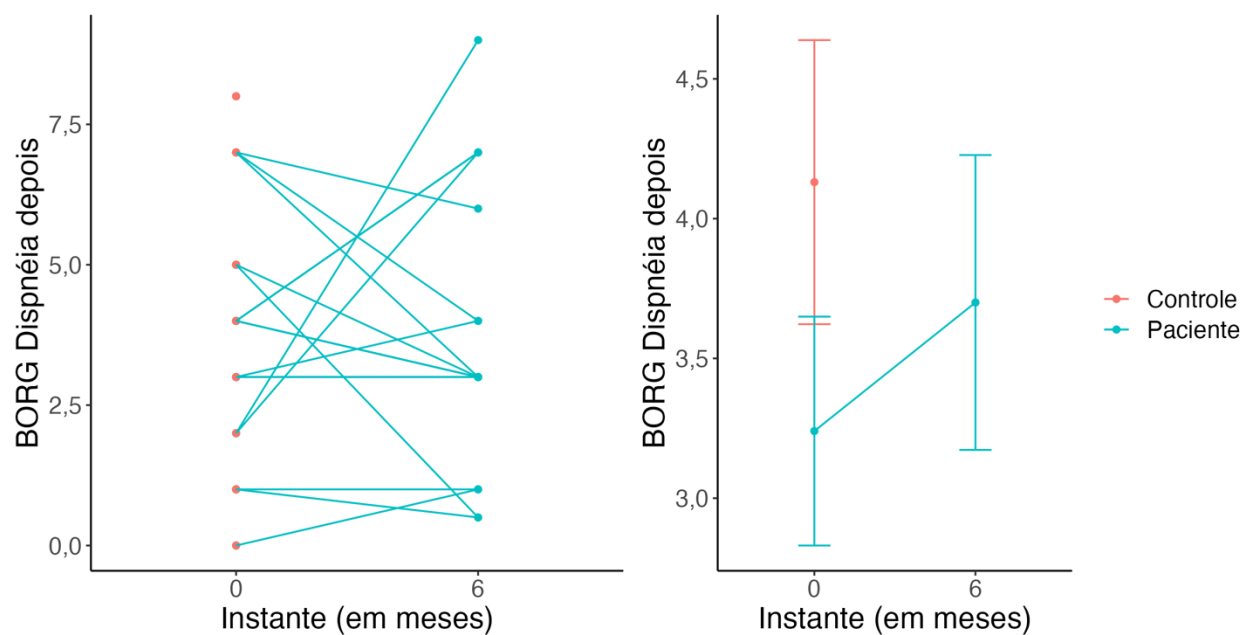 BORG Dispnéia depois
7,5
5,0
2,5
0,0
0
6
Instante (em meses)
BORG Dispnéia depois
4,5
4,0
3,5
3,0
0
6
Instante (em meses)
Controle
Paciente